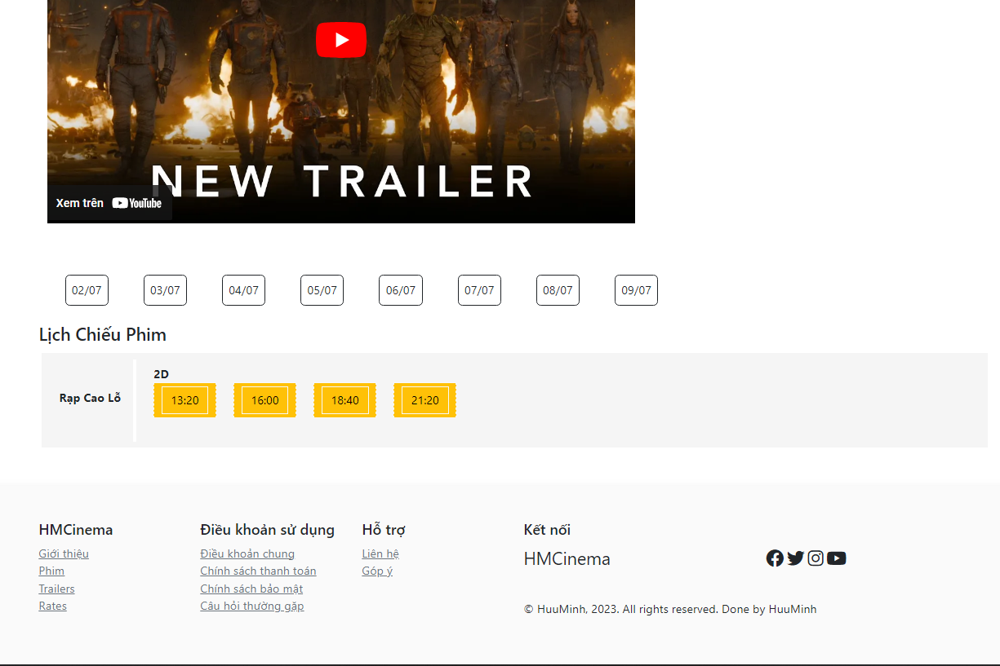 NEW TRAILER
Xem trên YouTube
02/07 03/07 04/07 05/07 06/07 07/07 08/07 09/07
Lịch Chiếu Phim
2D
Rạp Cao Lỗ
13:20 16:00 18:40 21:20
HMCinema
Giới thiệu
Phim
Trailers
Rates
Điều khoản sử dụng
Điều khoản chung
Chính sách thanh toán
Chính sách bảo mật
Câu hỏi thường gặp
Hỗ trợ
Liên hệ
Góp ý
Kết nối
HMCinema
© HuuMinh, 2023. All rights reserved. Done by HuuMinh